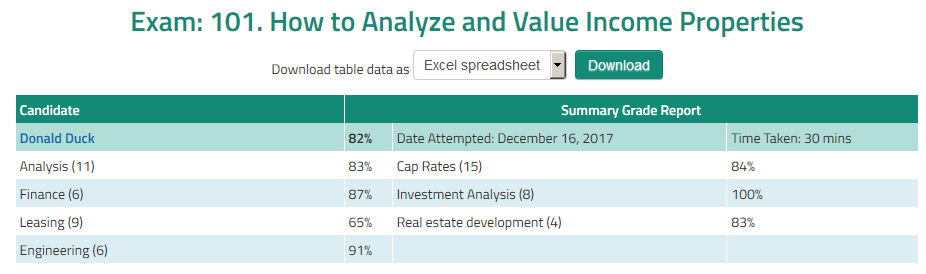 Exam: 101. How to Analyze and Value Income Properties
Download table data as Excel spreadsheet Download
Candidate Summary Grade Report
Donald Duck 82% Date Attempted: December 16, 2017 Time Taken: 30 mins
Analysis (11) 83% Cap Rates (15) 84%
Finance (6) 87% Investment Analysis (8) 100%
Leasing (9) 65% Real estate development (4) 83%
Engineering (6) 91%